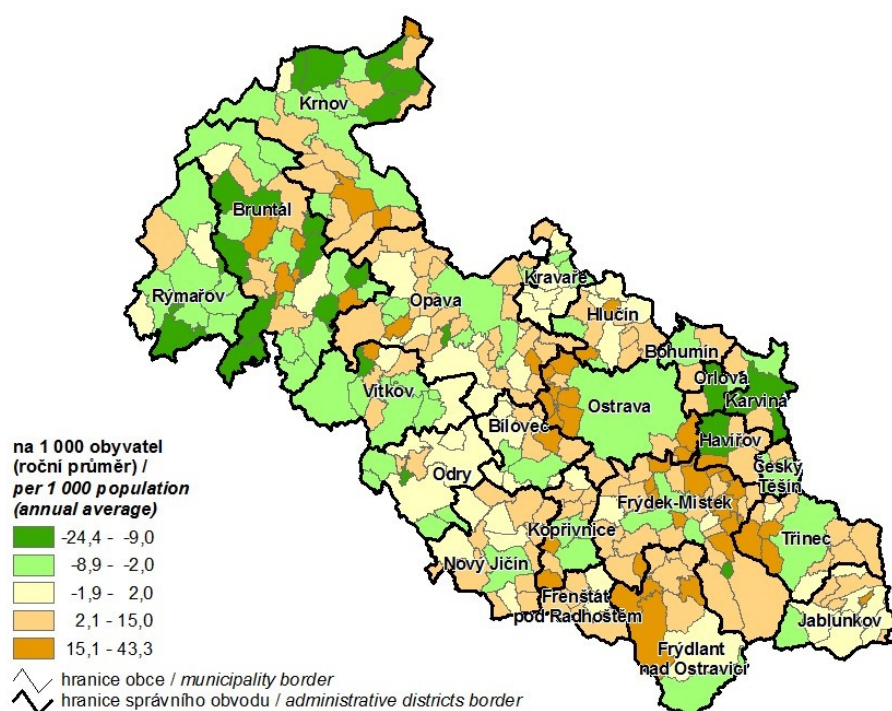 Krnov
Bruntál
Rýmařov
Opava
Kravaře
Hlučín
Bohumín
Orlová
Karviná
Vítkov
Ostrava
Bílovec
Havířov
Český
Těšín
Odry
Frýdek-Místek
Kopřivnice
Třinec
Nový Jičín
Frenštát
pod Radhoštěm
Jablunkov
Frýdlant
nad Ostravicí
na 1 000 obyvatel
(roční průměr) /
per 1 000 population
(annual average)
-24,4 - -9,0
-8,9 - -2,0
-1,9 - 2,0
2,1 - 15,0
15,1 - 43,3
hranice obce / municipality border
hranice správního obvodu / administrative districts border